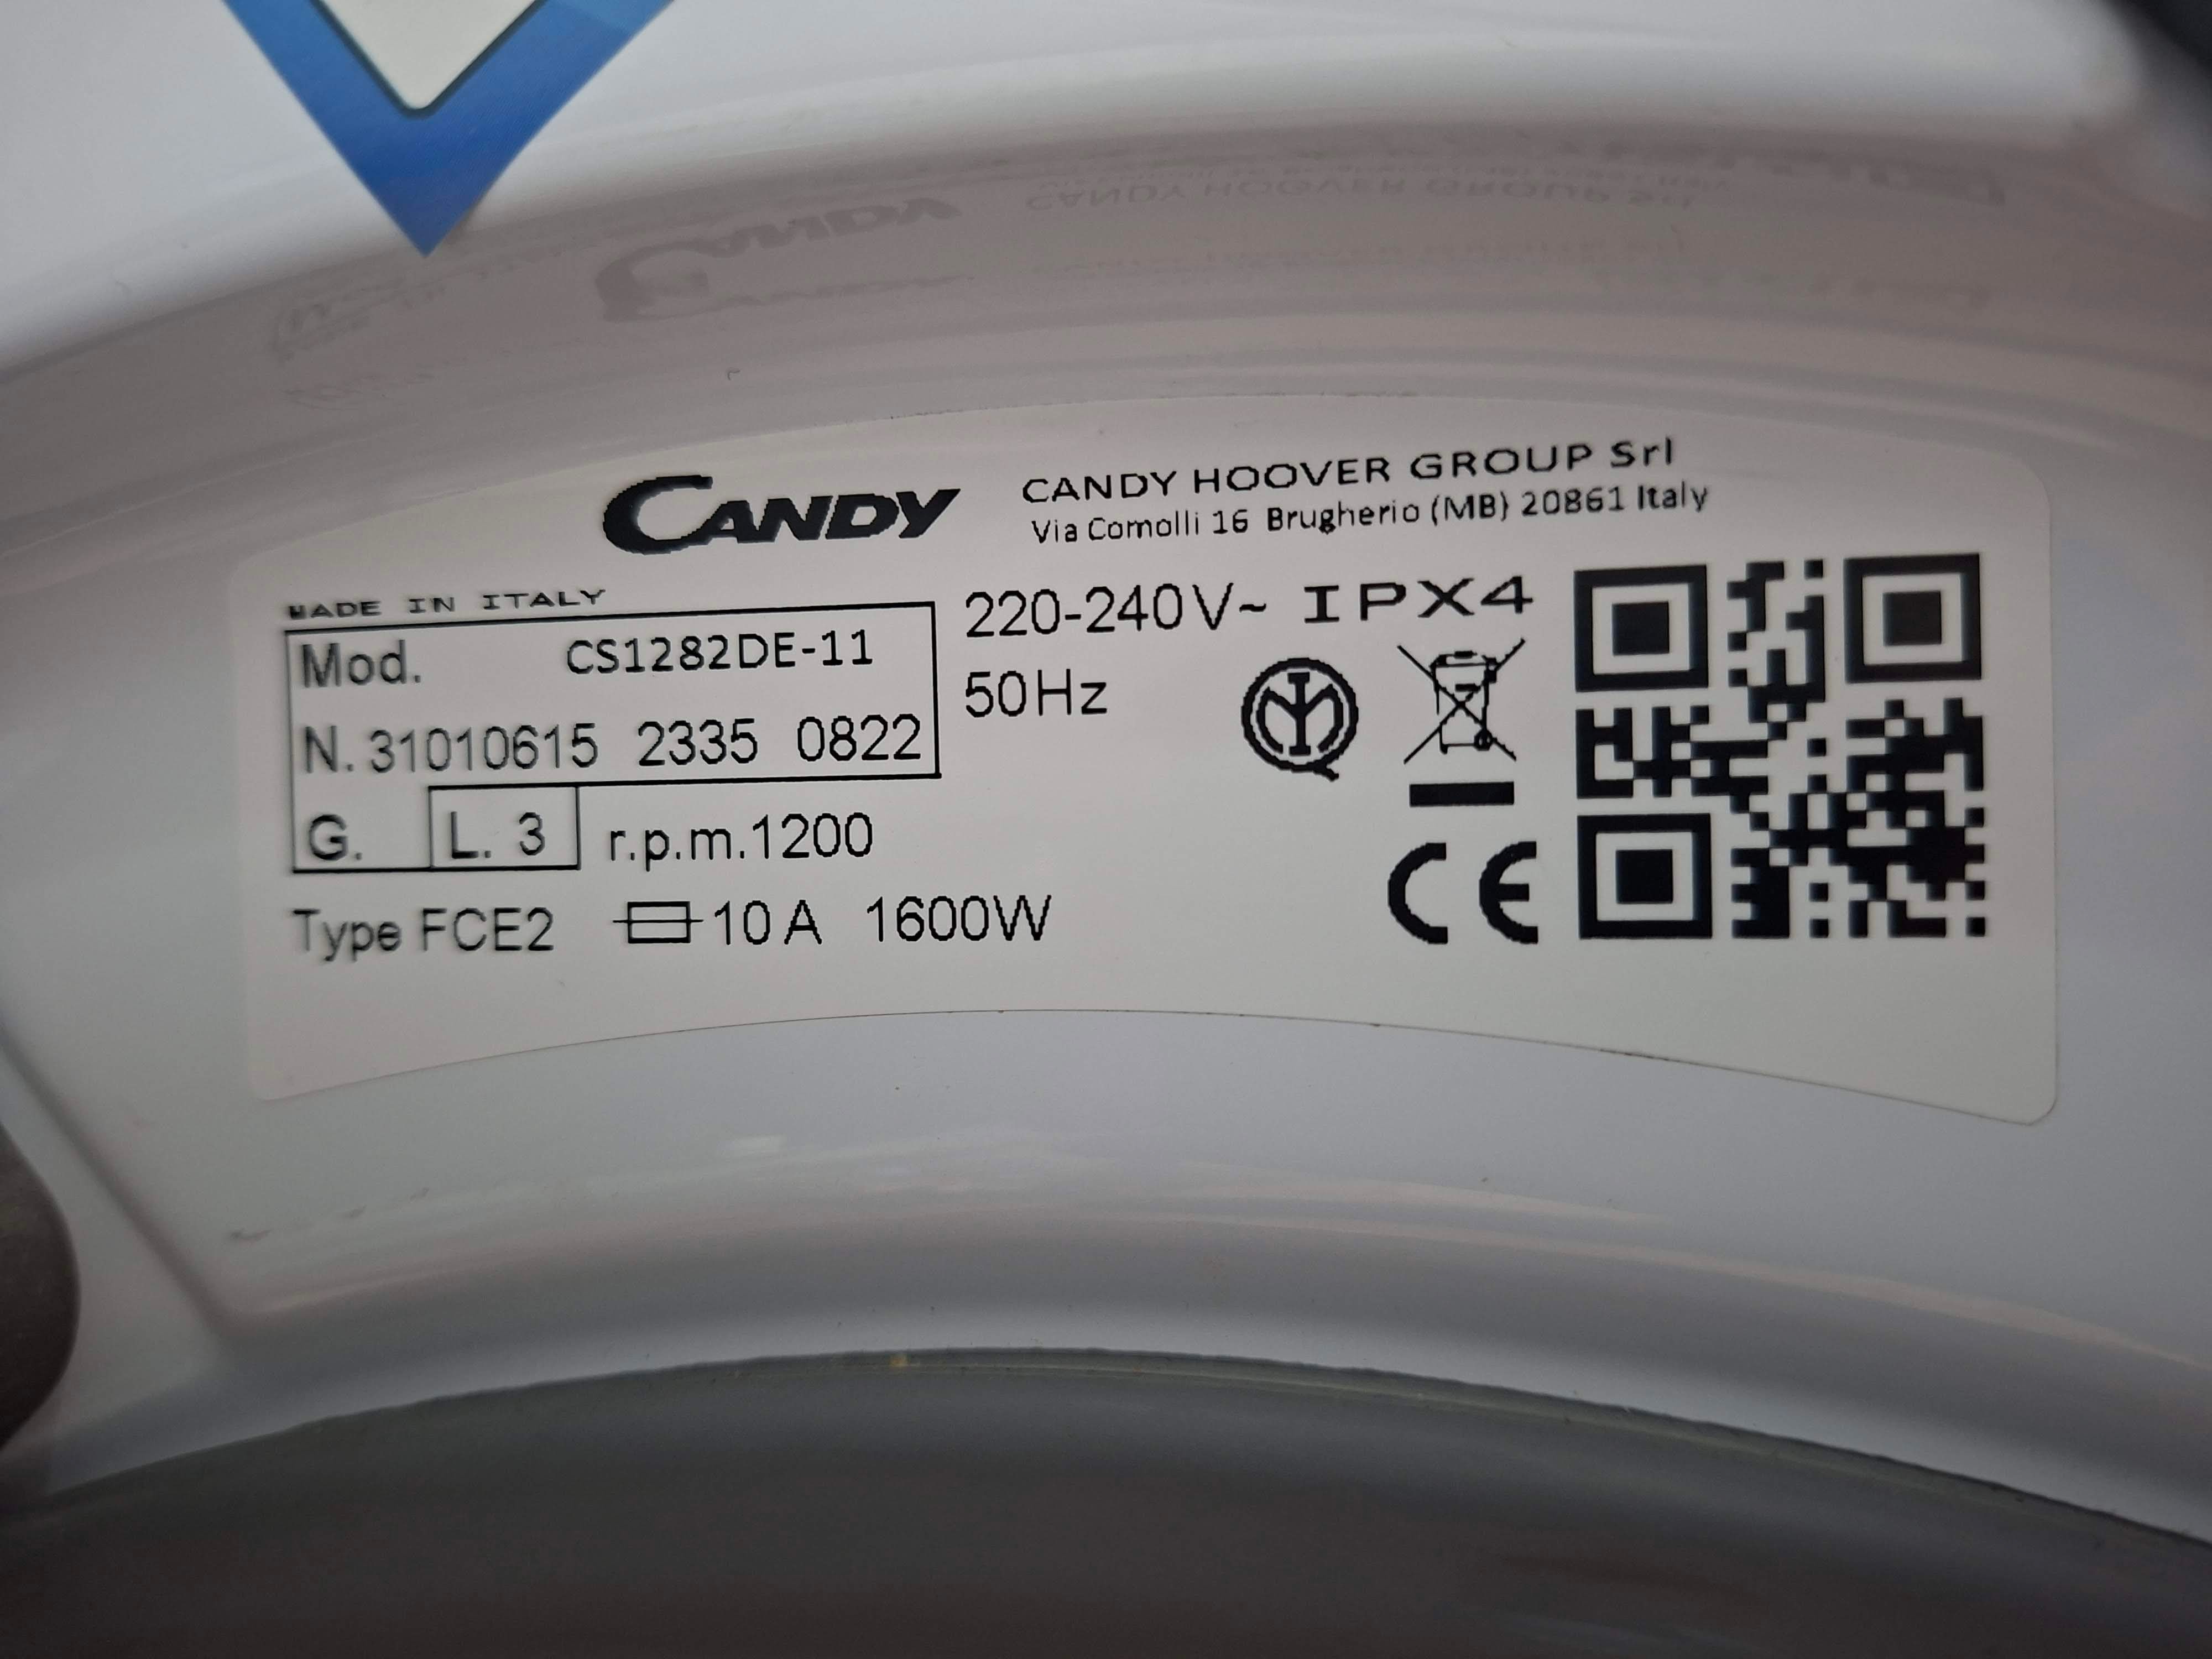 CANDY
CANDY HOOVER GROUP Srl
Via Comolli 16 Brugherio (MB) 20861 Italy
MADE IN ITALY
Mod. CS1282DE-11
N. 31010615 2335 0822
G. L. 3 r.p.m.1200
Type FCE2 10 A 1600W
220-240V~ IPX4
50Hz
CE